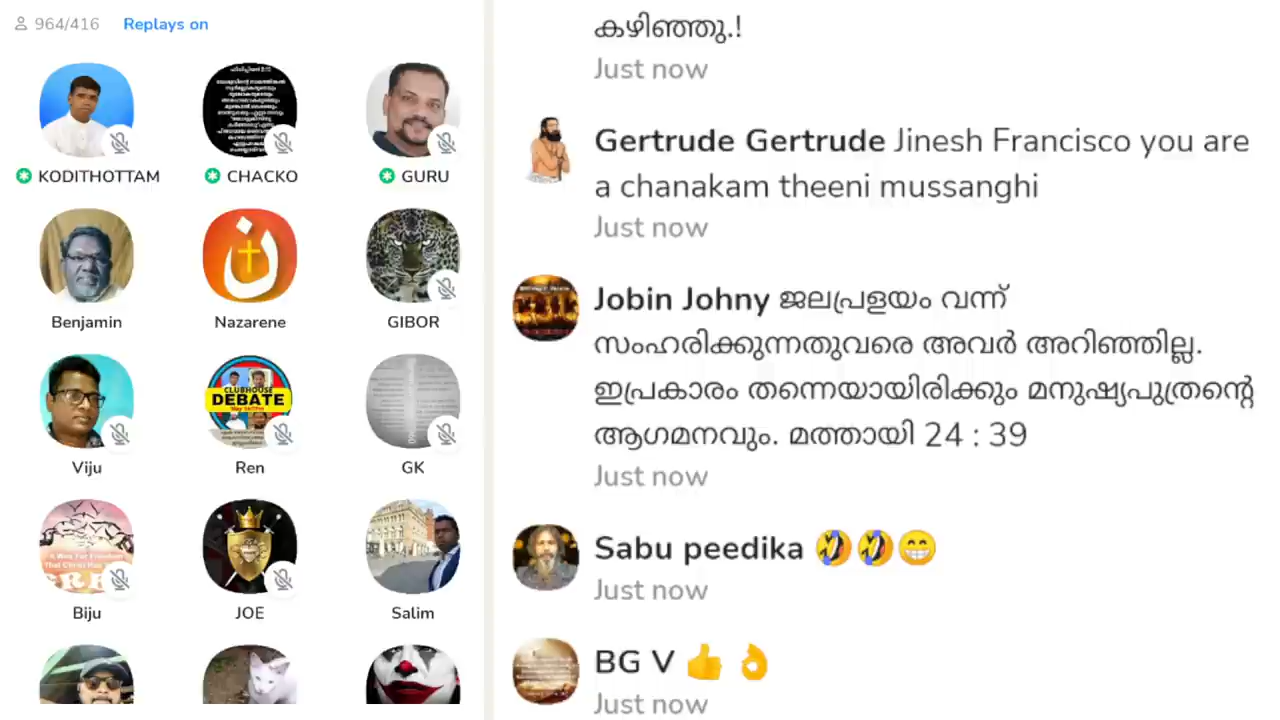 964/416 Replays on
KODITHOTTAM CHACKO GURU
Benjamin Nazarene GIBOR
CLUBHOUSE
DEBATE
Viju Ren GK
Biju JOE Salim
കഴിഞ്ഞു.!
Just now
Gertrude Gertrude Jinesh Francisco you are
a chanakam theeni mussanghi
Just now
Jobin Johny ജലപ്രളയം വന്ന്
സംഹരിക്കുന്നതുവരെ അവർ അറിഞ്ഞില്ല.
ഇപ്രകാരം തന്നെയായിരിക്കും മനുഷ്യപുത്രന്റെ
ആഗമനവും. മത്തായി 24 : 39
Just now
Sabu peedika 🤣🤣😁
Just now
BG V 👍👌
Just now